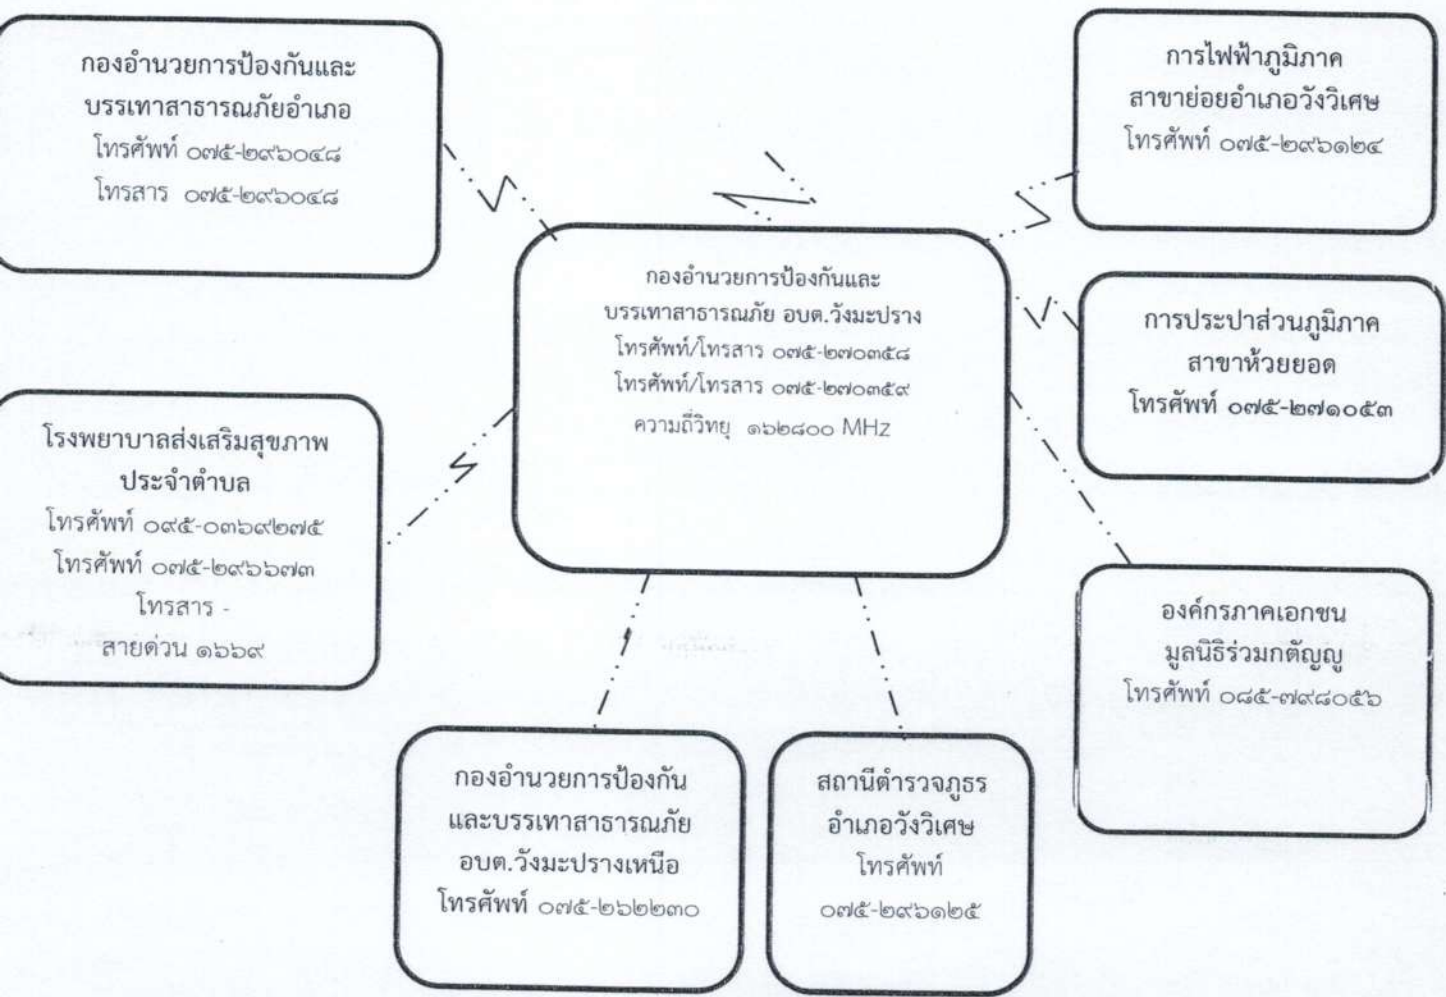 กองอำนวยการป้องกันและ
บรรเทาสาธารณภัยอำเภอ
โทรศัพท์ ๐๗๕-๒๙๖๐๔๘
โทรสาร ๐๗๕-๒๙๖๐๔๘
การไฟฟ้าภูมิภาค
สาขาย่อยอำเภอวังวิเศษ
โทรศัพท์ ๐๗๕-๒๙๖๑๒๔
กองอำนวยการป้องกันและ
บรรเทาสาธารณภัย อบต.วังมะปราง
โทรศัพท์/โทรสาร ๐๗๕-๒๗๐๓๕๘
โทรศัพท์/โทรสาร ๐๗๕-๒๗๐๓๕๙
ความถี่วิทยุ ๑๖๒๘๐๐ MHz
การประปาส่วนภูมิภาค
สาขาห้วยยอด
โทรศัพท์ ๐๗๕-๒๗๑๐๕๓
โรงพยาบาลส่งเสริมสุขภาพ
ประจำตำบล
โทรศัพท์ ๐๙๕-๐๓๖๙๒๗๕
โทรศัพท์ ๐๗๕-๒๙๖๖๗๓
โทรสาร -
สายด่วน ๑๖๖๙
องค์กรภาคเอกชน
มูลนิธิร่วมกตัญญู
โทรศัพท์ ๐๘๕-๗๙๘๐๕๖
กองอำนวยการป้องกัน
และบรรเทาสาธารณภัย
อบต.วังมะปรางเหนือ
โทรศัพท์ ๐๗๕-๒๖๒๒๓๐
สถานีตำรวจภูธร
อำเภอวังวิเศษ
โทรศัพท์
๐๗๕-๒๙๖๑๒๕